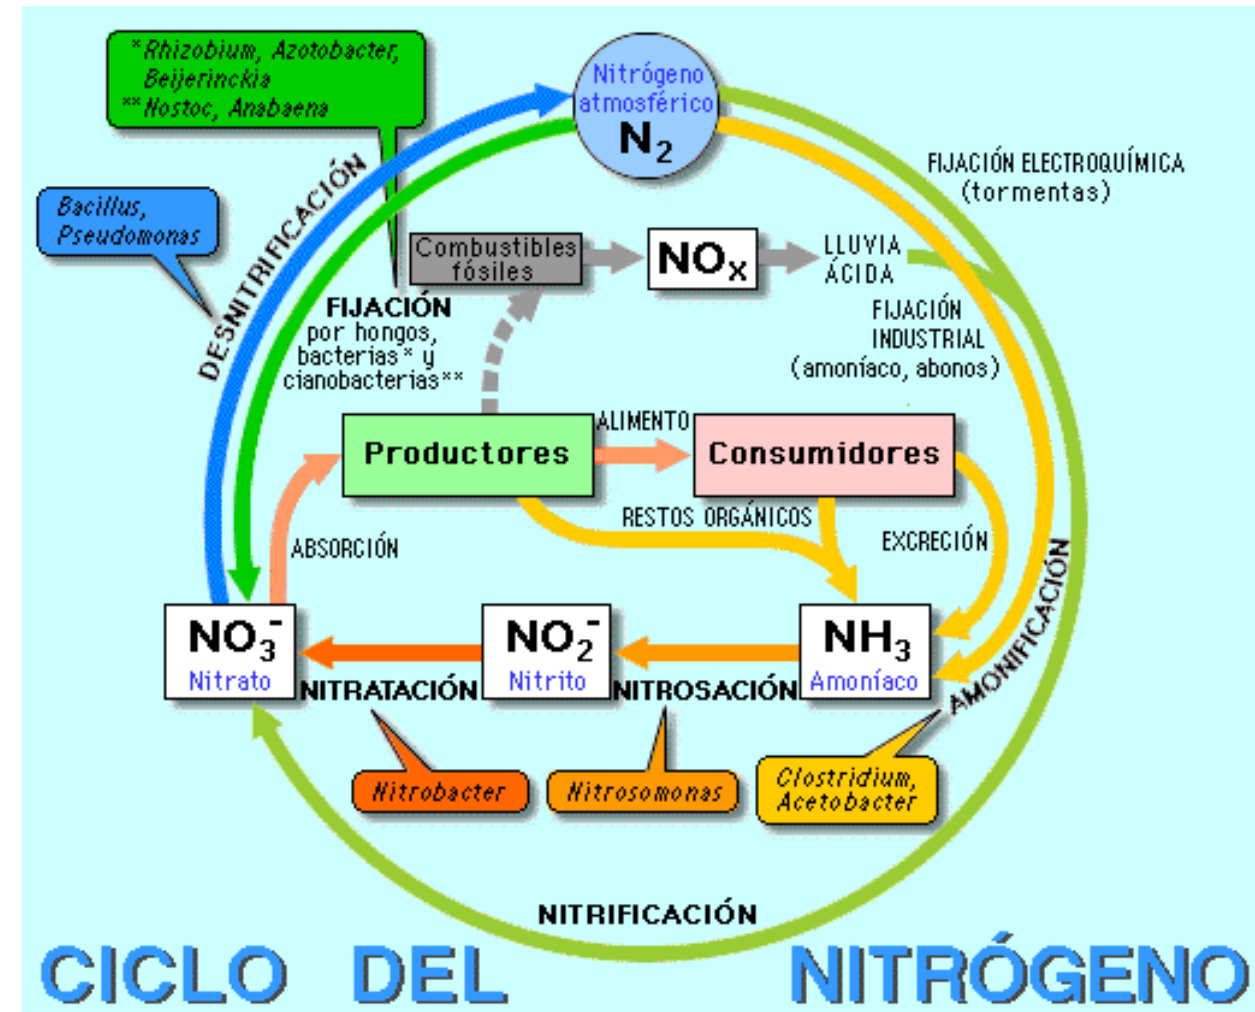 *Rhizobium, Azotobacter,
Beijerinckia
**Nostoc, Anabaena
Nitrógeno
atmosférico
N₂
FIJACIÓN ELECTROQUÍMICA
(tormentas)
Bacillus,
Pseudomonas
DESNITRIFICACIÓN
Combustibles
fósiles
NOₓ
LLUVIA
ÁCIDA
FIJACIÓN
por hongos,
bacterias* y
cianobacterias**
FIJACIÓN
INDUSTRIAL
(amoníaco, abonos)
Productores
ALIMENTO
Consumidores
RESTOS ORGÁNICOS
EXCRECIÓN
ABSORCIÓN
AMONIFICACIÓN
NO₃⁻
Nitrato
NITRATACIÓN
NO₂⁻
Nitrito
NITROSACIÓN
NH₃
Amoníaco
Nitrobacter
Nitrosomonas
Clostridium,
Acetobacter
NITRIFICACIÓN
CICLO DEL NITRÓGENO